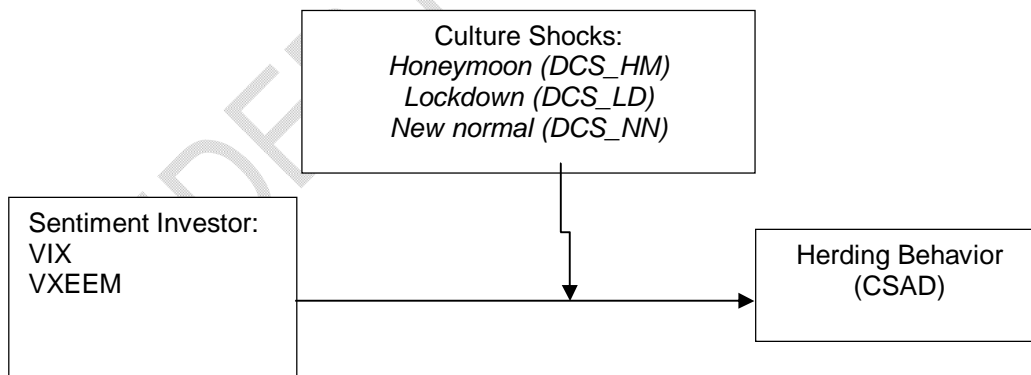 Culture Shocks:
Honeymoon (DCS_HM)
Lockdown (DCS_LD)
New normal (DCS_NN)
Sentiment Investor:
VIX
VXEEM
Herding Behavior
(CSAD)